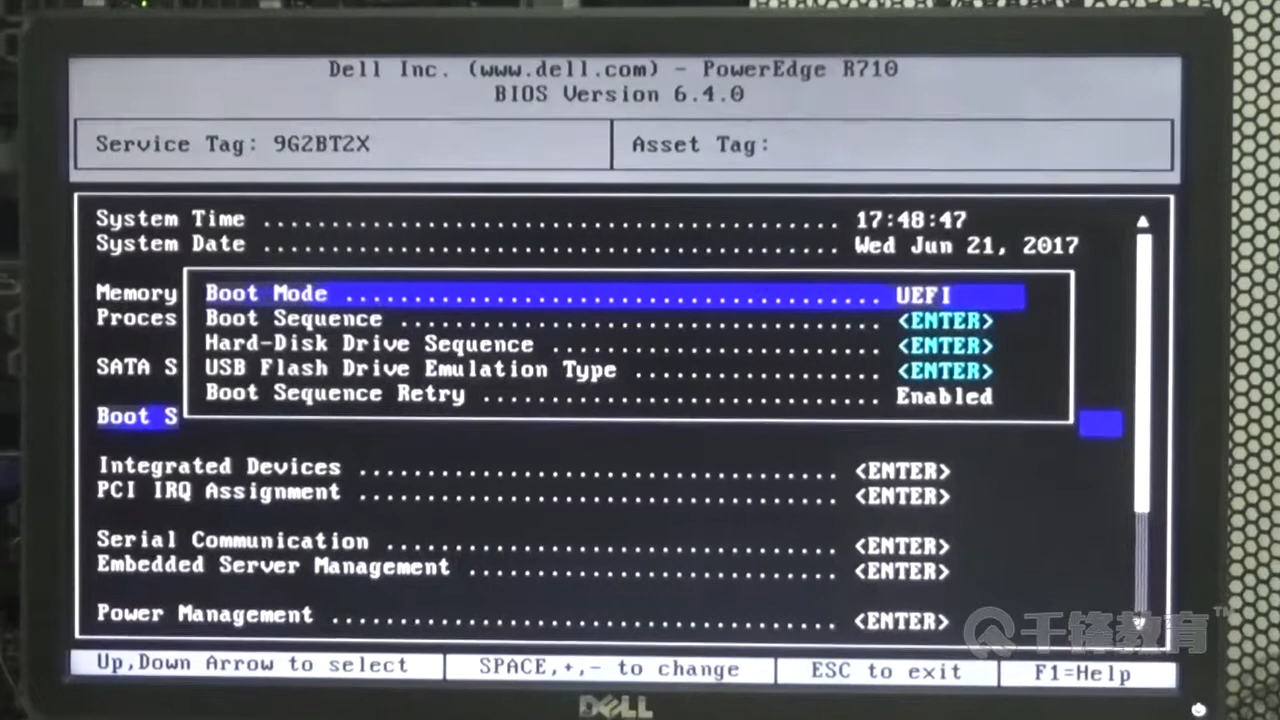 Dell Inc. (www.dell.com) - PowerEdge R710
BIOS Version 6.4.0
Service Tag: 9G2BT2X
Asset Tag:
System Time ........................................... 17:48:47
System Date ........................................... Wed Jun 21, 2017
Memory
Boot Mode ....................................... UEFI
Proces
Boot Sequence ................................... <ENTER>
Hard-Disk Drive Sequence ........................ <ENTER>
SATA S
USB Flash Drive Emulation Type .................. <ENTER>
Boot Sequence Retry ............................. Enabled
Boot S
Integrated Devices ................................... <ENTER>
PCI IRQ Assignment ................................... <ENTER>
Serial Communication ................................. <ENTER>
Embedded Server Management ........................... <ENTER>
Power Management ..................................... <ENTER>
千锋教育™
Up,Down Arrow to select
SPACE,+,- to change
ESC to exit
F1=Help
DELL